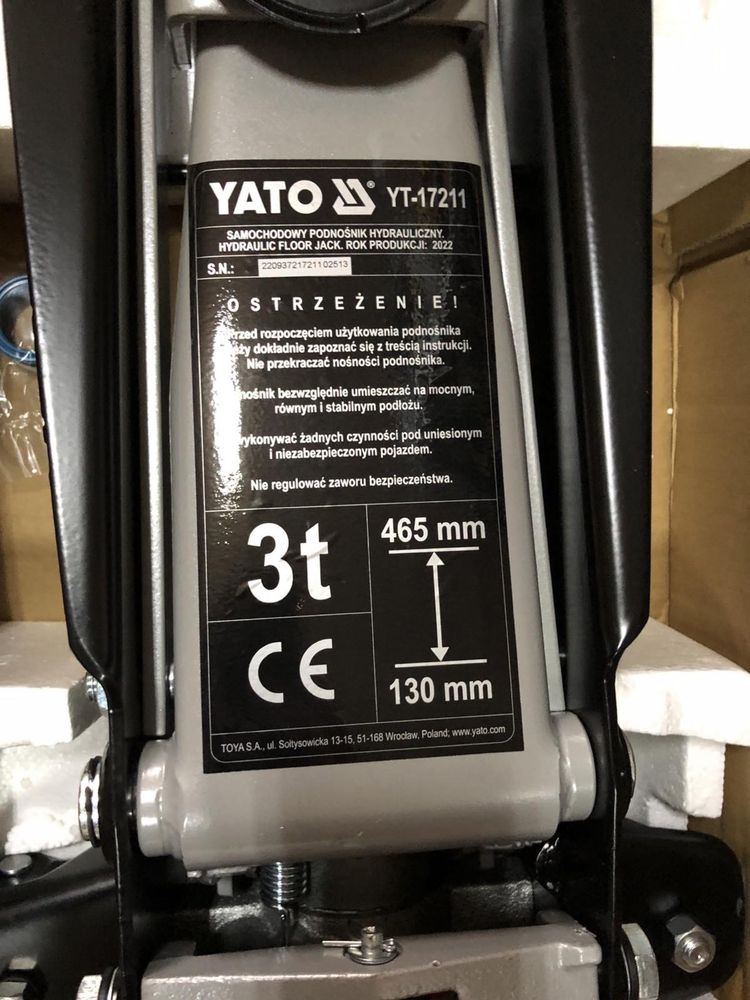 YATO ® YT-17211
SAMOCHODOWY PODNOŚNIK HYDRAULICZNY.
HYDRAULIC FLOOR JACK. ROK PRODUKCJI: 2022
S.N.: 22093721721102513
OSTRZEŻENIE!
rzed rozpoczęciem użytkowania podnośnika
ży dokładnie zapoznać się z treścią instrukcji.
Nie przekraczać nośności podnośnika.
nośnik bezwzględnie umieszczać na mocnym,
równym i stabilnym podłożu.
wykonywać żadnych czynności pod uniesionym
i niezabezpieczonym pojazdem.
Nie regulować zaworu bezpieczeństwa.
3t
465 mm
CE
130 mm
TOYA S.A., ul. Sołtysowicka 13-15, 51-168 Wrocław, Poland; www.yato.com